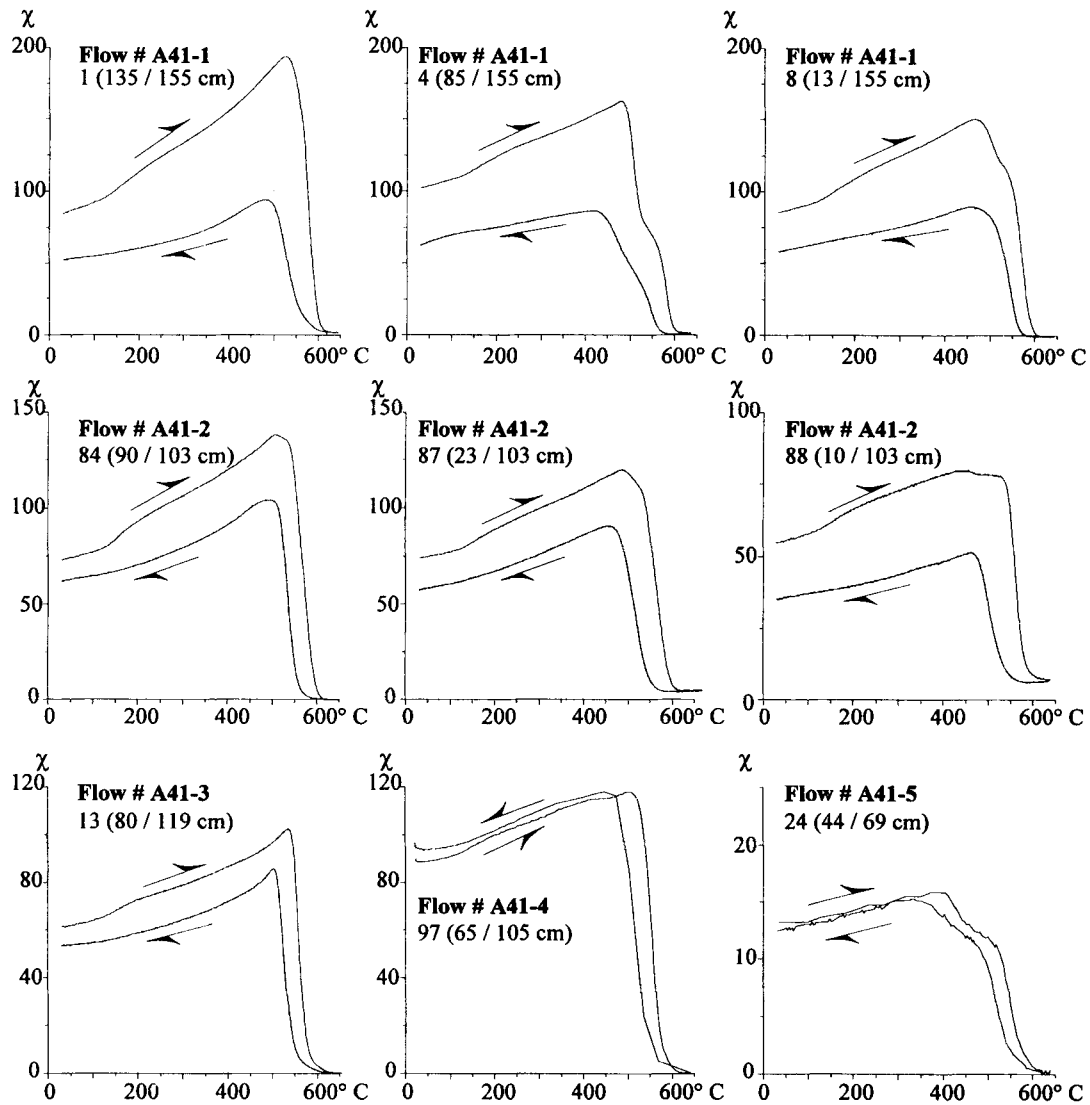 χ χ χ
200 Flow # A41-1 200 Flow # A41-1 200 Flow # A41-1
1 (135 / 155 cm) 4 (85 / 155 cm) 8 (13 / 155 cm)
100 100 100
0 0 0
0 200 400 600° C 0 200 400 600° C 0 200 400 600° C
χ χ χ
150 Flow # A41-2 150 Flow # A41-2 100 Flow # A41-2
84 (90 / 103 cm) 87 (23 / 103 cm) 88 (10 / 103 cm)
100 100
50 50 50
0 0 0
0 200 400 600° C 0 200 400 600° C 0 200 400 600° C
χ χ χ
120 Flow # A41-3 120 Flow # A41-5
13 (80 / 119 cm) 24 (44 / 69 cm)
80 80 20
Flow # A41-4
97 (65 / 105 cm)
40 40 10
0 0 0
0 200 400 600° C 0 200 400 600° C 0 200 400 600° C